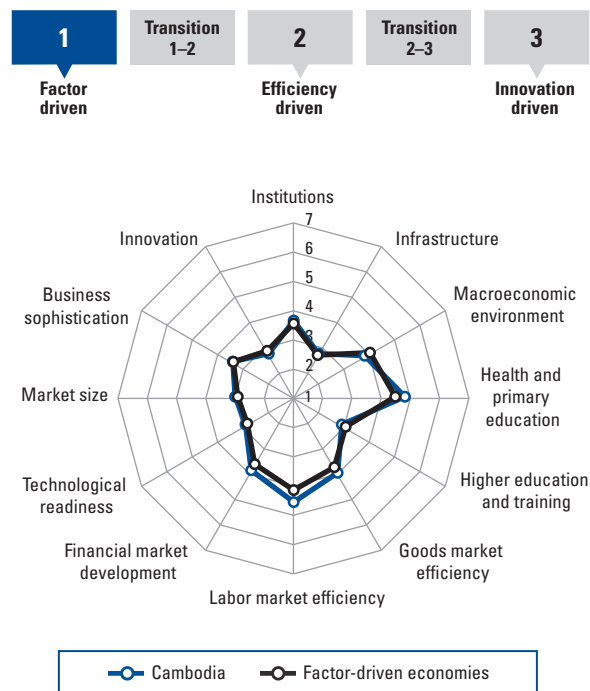 1
Transition
1–2
2
Transition
2–3
3
Factor
driven
Efficiency
driven
Innovation
driven
Institutions
7
Innovation
6
Infrastructure
5
Business
sophistication
4
Macroeconomic
environment
3
2
Market size
1
Health and
primary
education
Technological
readiness
Higher education
and training
Financial market
development
Goods market
efficiency
Labor market efficiency
Cambodia
Factor-driven economies